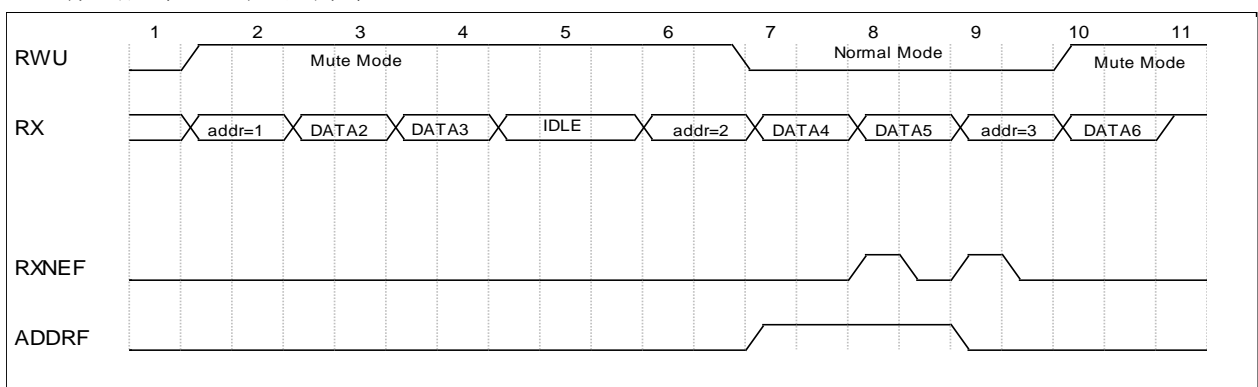 1 2 3 4 5 6 7 8 9 10 11
RWU Mute Mode Normal Mode Mute Mode
RX addr=1 DATA2 DATA3 IDLE addr=2 DATA4 DATA5 addr=3 DATA6
RXNEF
ADDRF